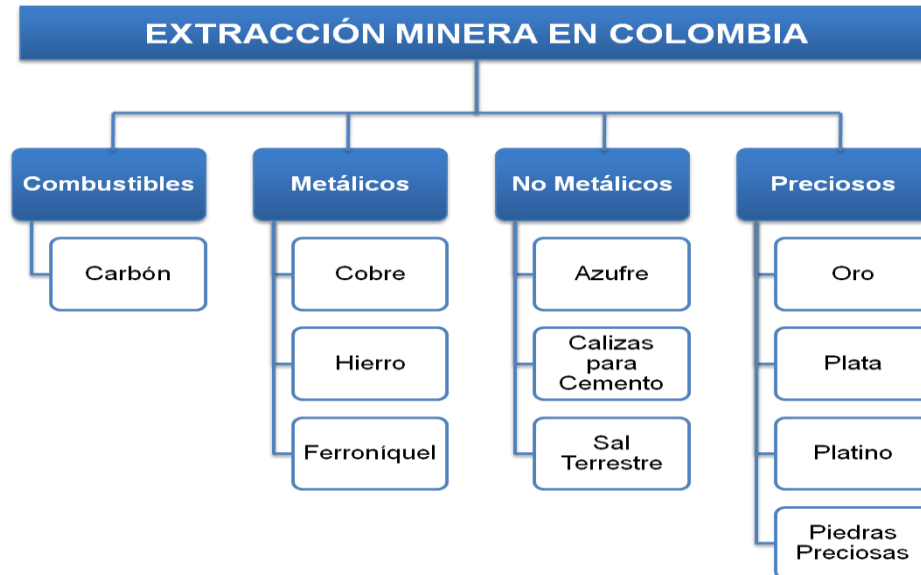 EXTRACCIÓN MINERA EN COLOMBIA
Combustibles
Carbón
Metálicos
Cobre
Hierro
Ferroníquel
No Metálicos
Azufre
Calizas
para
Cemento
Sal
Terrestre
Preciosos
Oro
Plata
Platino
Piedras
Preciosas